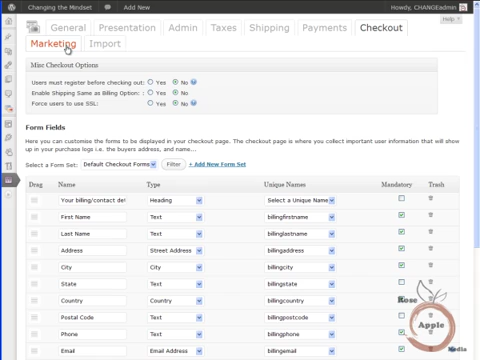 Changing the Mindset Add New Howdy, CHANGEadmin
Help
General Presentation Admin Taxes Shipping Payments Checkout
Marketing Import
Misc Checkout Options
Users must register before checking out: Yes No
Enable Shipping Same as Billing Option: : Yes No
Force users to use SSL: Yes No
Form Fields
Here you can customise the forms to be displayed in your checkout page. The checkout page is where you collect important user information that will show
up in your purchase logs i.e. the buyers address, and name...
Select a Form Set: Default Checkout Forms Filter + Add New Form Set
Drag Name Type Unique Names Mandatory Trash
Your billing/contact det Heading Select a Unique Name
First Name Text billingfirstname
Last Name Text billinglastname
Address Street Address billingaddress
City City billingcity
State Text billingstate
Country Country billingcountry
Postal Code Text billingpostcode
Phone Text billingphone
Email Email Address billingemail
Rose
Apple
Media